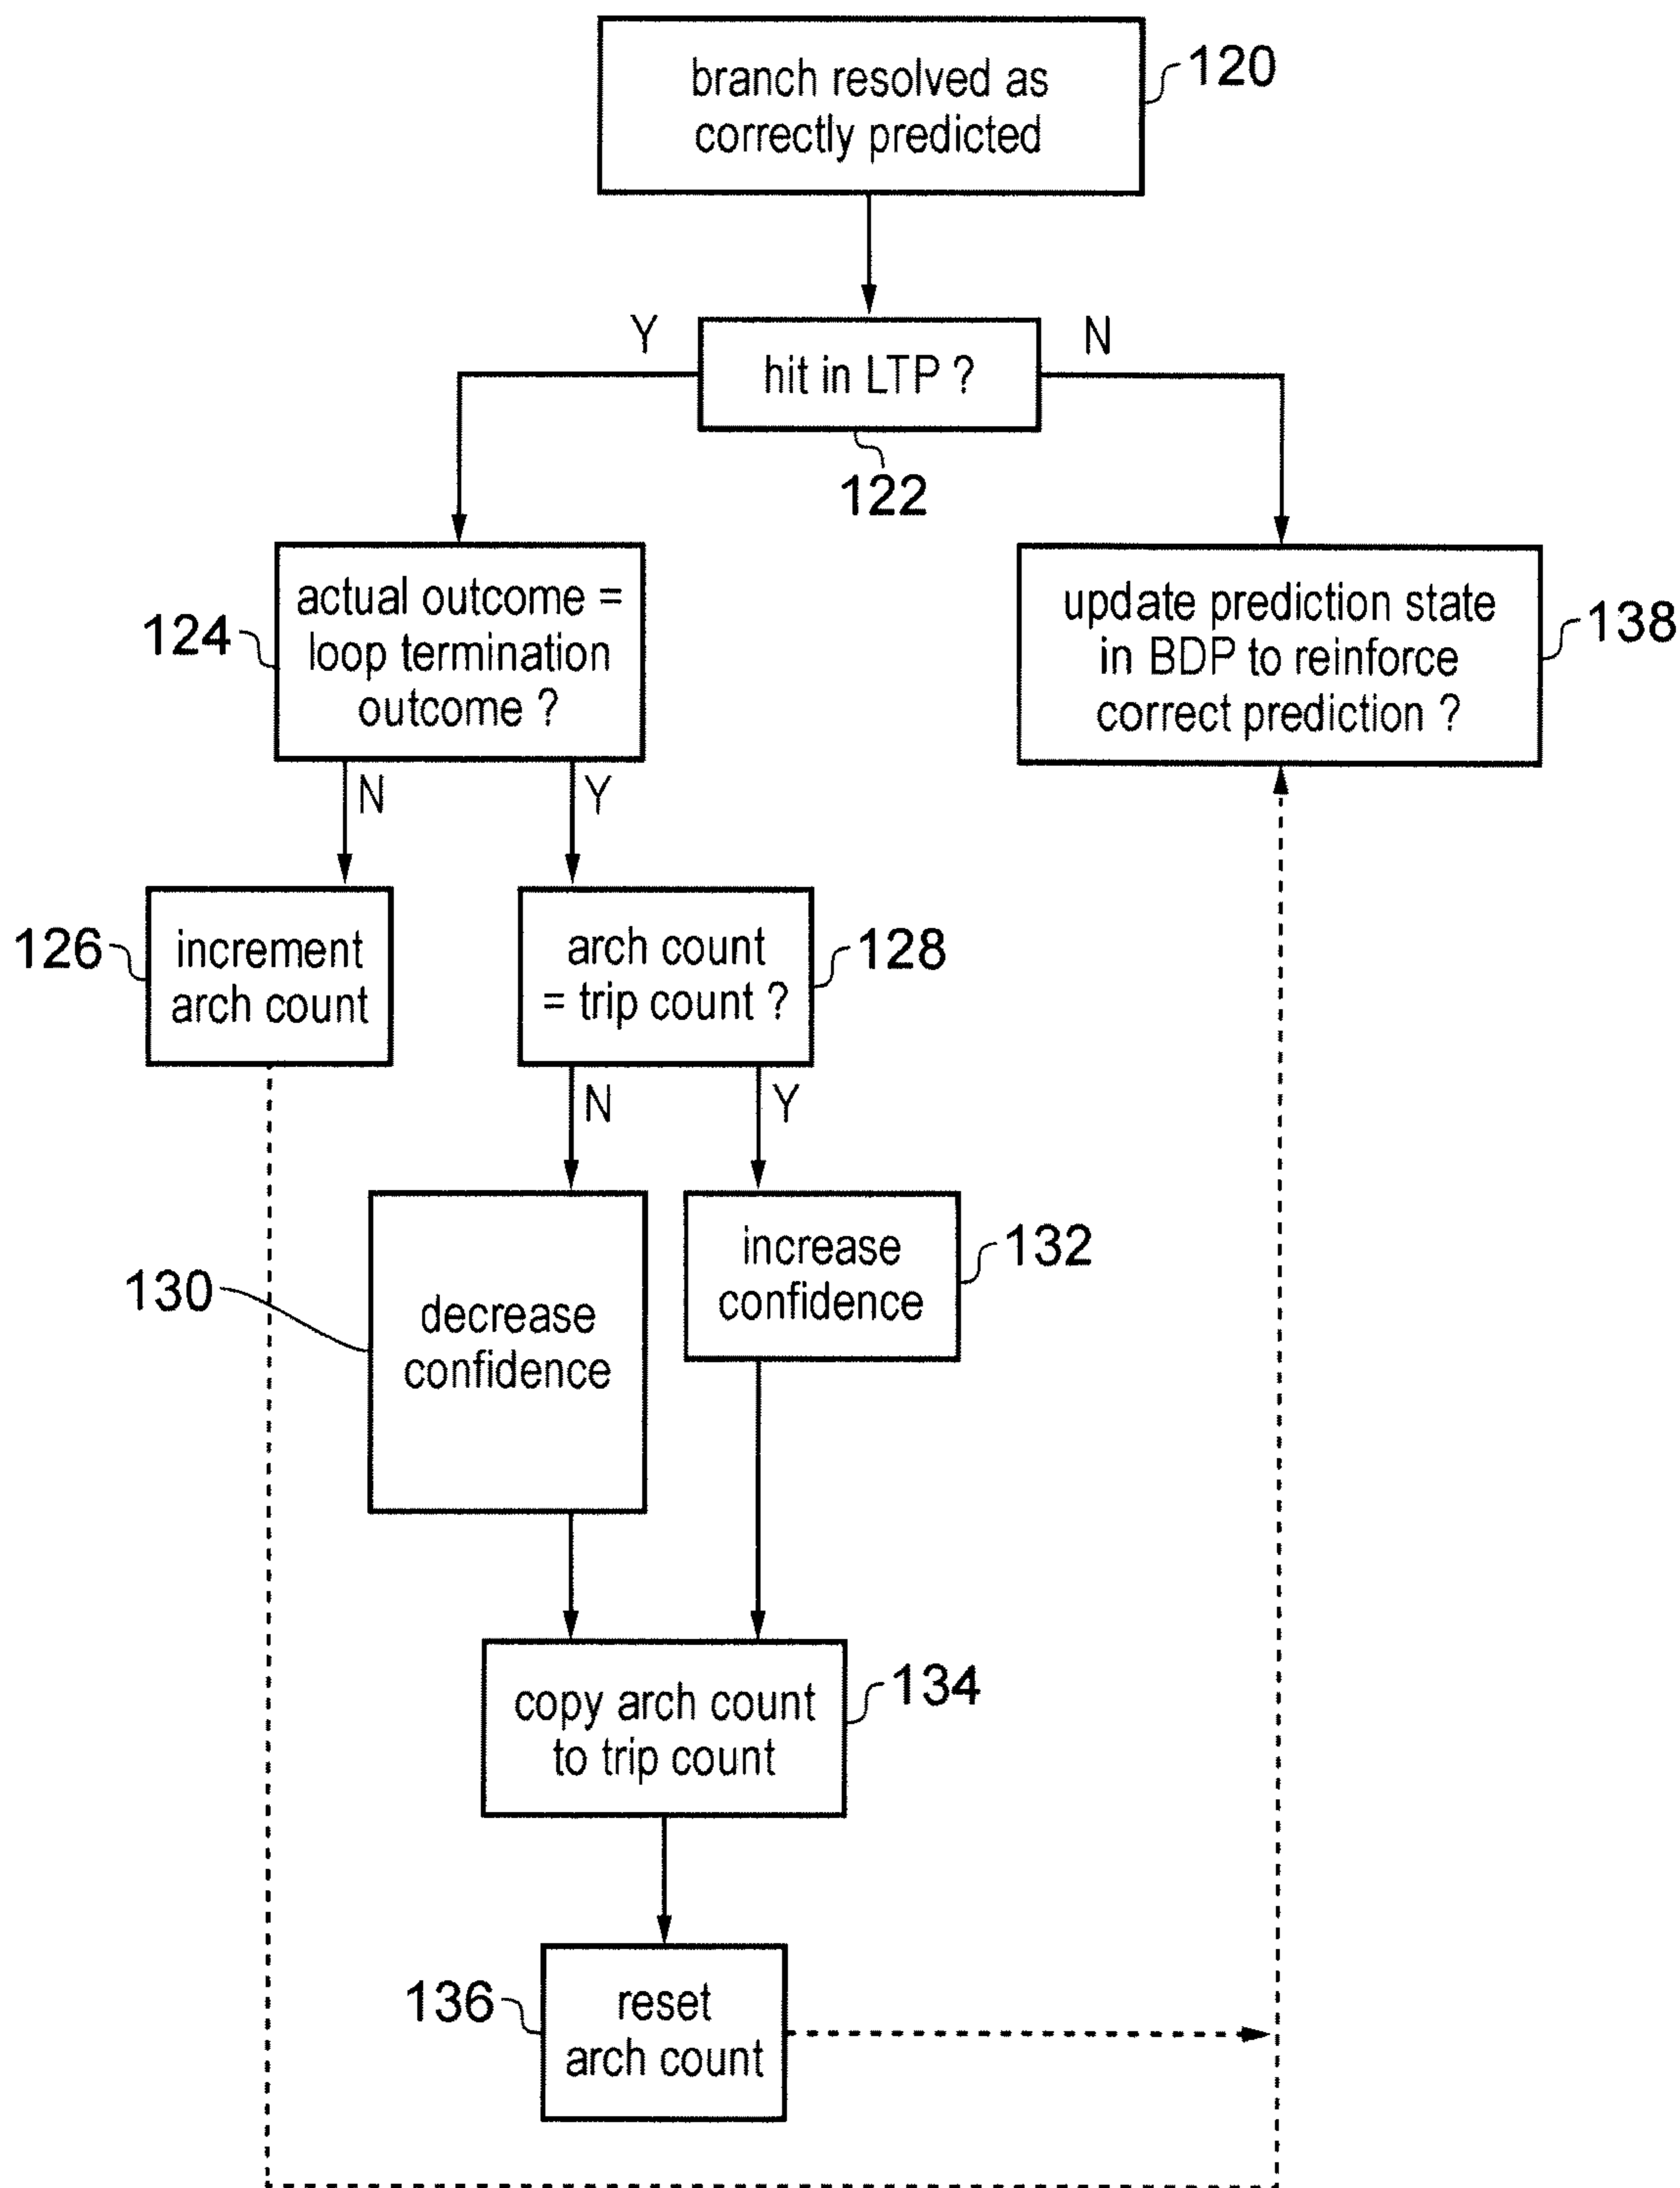 branch resolved as
correctly predicted
120
Y
hit in LTP ?
N
122
actual outcome =
loop termination
outcome ?
124
update prediction state
in BDP to reinforce
correct prediction ?
138
N
Y
126
increment
arch count
arch count
= trip count ?
128
N
Y
130
decrease
confidence
increase
confidence
132
copy arch count
to trip count
134
136
reset
arch count